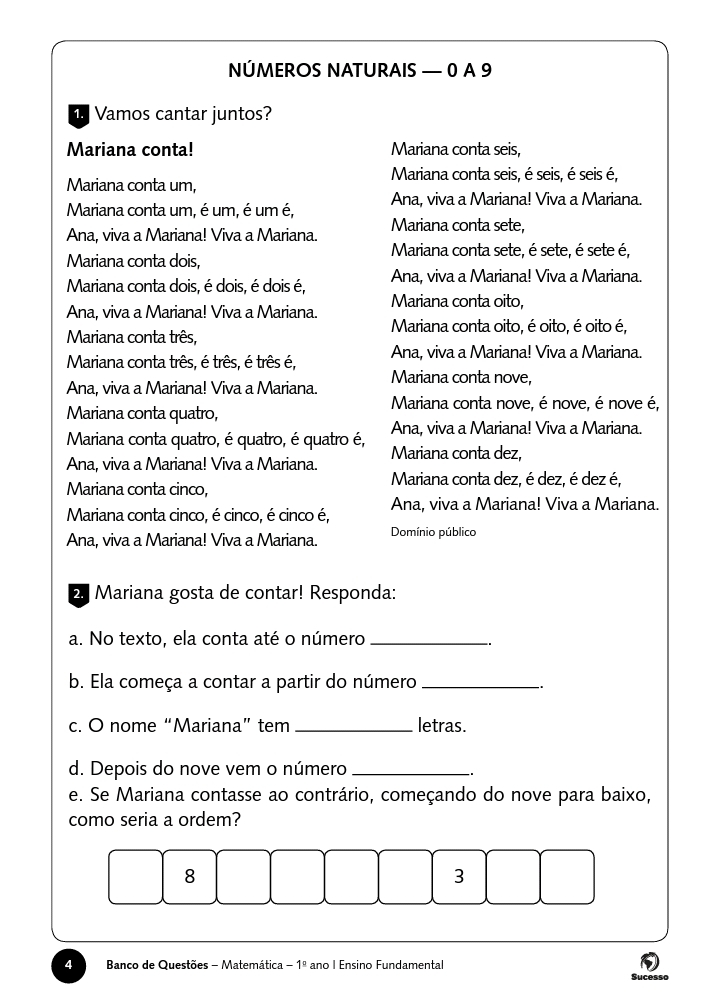 NÚMEROS NATURAIS — 0 A 9
1. Vamos cantar juntos?
Mariana conta!
Mariana conta um,
Mariana conta um, é um, é um é,
Ana, viva a Mariana! Viva a Mariana.
Mariana conta dois,
Mariana conta dois, é dois, é dois é,
Ana, viva a Mariana! Viva a Mariana.
Mariana conta três,
Mariana conta três, é três, é três é,
Ana, viva a Mariana! Viva a Mariana.
Mariana conta quatro,
Mariana conta quatro, é quatro, é quatro é,
Ana, viva a Mariana! Viva a Mariana.
Mariana conta cinco,
Mariana conta cinco, é cinco, é cinco é,
Ana, viva a Mariana! Viva a Mariana.
Mariana conta seis,
Mariana conta seis, é seis, é seis é,
Ana, viva a Mariana! Viva a Mariana.
Mariana conta sete,
Mariana conta sete, é sete, é sete é,
Ana, viva a Mariana! Viva a Mariana.
Mariana conta oito,
Mariana conta oito, é oito, é oito é,
Ana, viva a Mariana! Viva a Mariana.
Mariana conta nove,
Mariana conta nove, é nove, é nove é,
Ana, viva a Mariana! Viva a Mariana.
Mariana conta dez,
Mariana conta dez, é dez, é dez é,
Ana, viva a Mariana! Viva a Mariana.
Domínio público
2. Mariana gosta de contar! Responda:
a. No texto, ela conta até o número ____________.
b. Ela começa a contar a partir do número ____________.
c. O nome “Mariana” tem ____________ letras.
d. Depois do nove vem o número ____________.
e. Se Mariana contasse ao contrário, começando do nove para baixo,
como seria a ordem?
8 3
4 Banco de Questões – Matemática – 1º ano | Ensino Fundamental
Sucesso